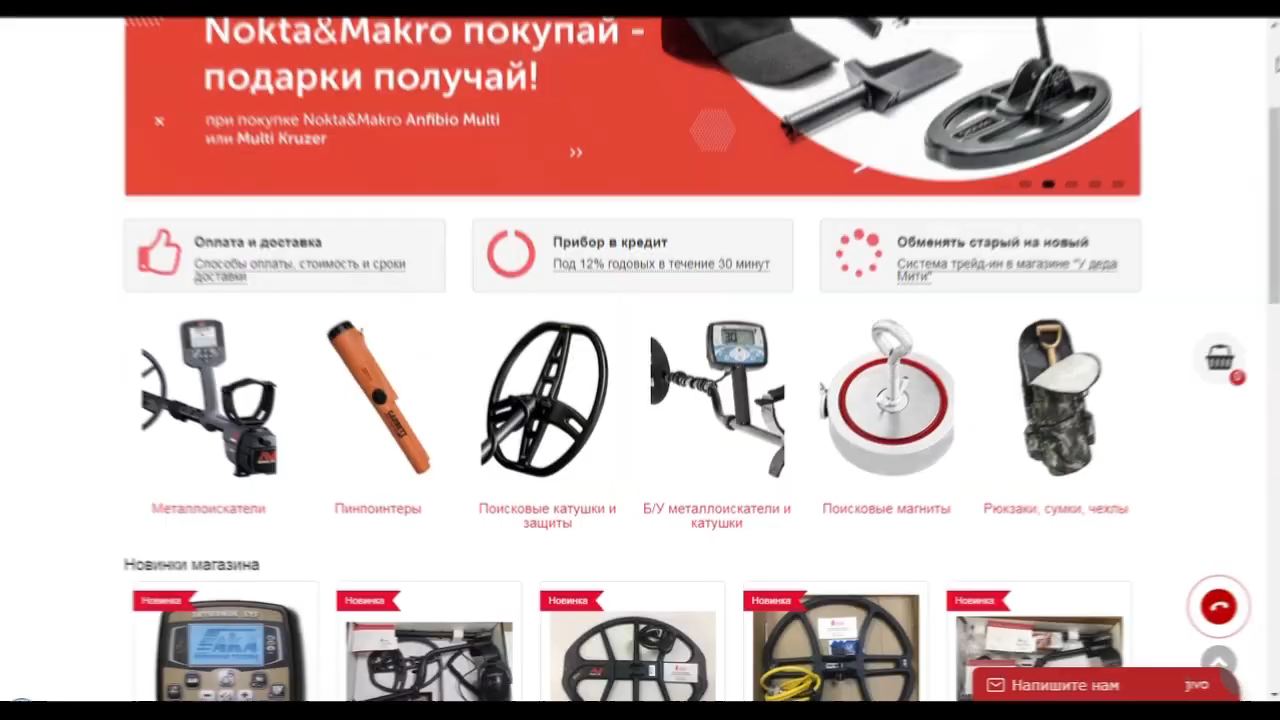 Nokta&Makro покупай -
подарки получай!
при покупке Nokta&Makro Anfibio Multi
или Multi Kruzer
Оплата и доставка
Способы оплаты, стоимость и сроки
доставки
Прибор в кредит
Под 12% годовых в течение 30 минут
Обменять старый на новый
Система трейд-ин в магазине "У деда
Мити"
GARRETT
Металлоискатели
Пинпоинтеры
Поисковые катушки и
защиты
Б/У металлоискатели и
катушки
Поисковые магниты
Рюкзаки, сумки, чехлы
Новинки магазина
Новинка
Новинка
Новинка
Новинка
Новинка
Напишите нам
jivo